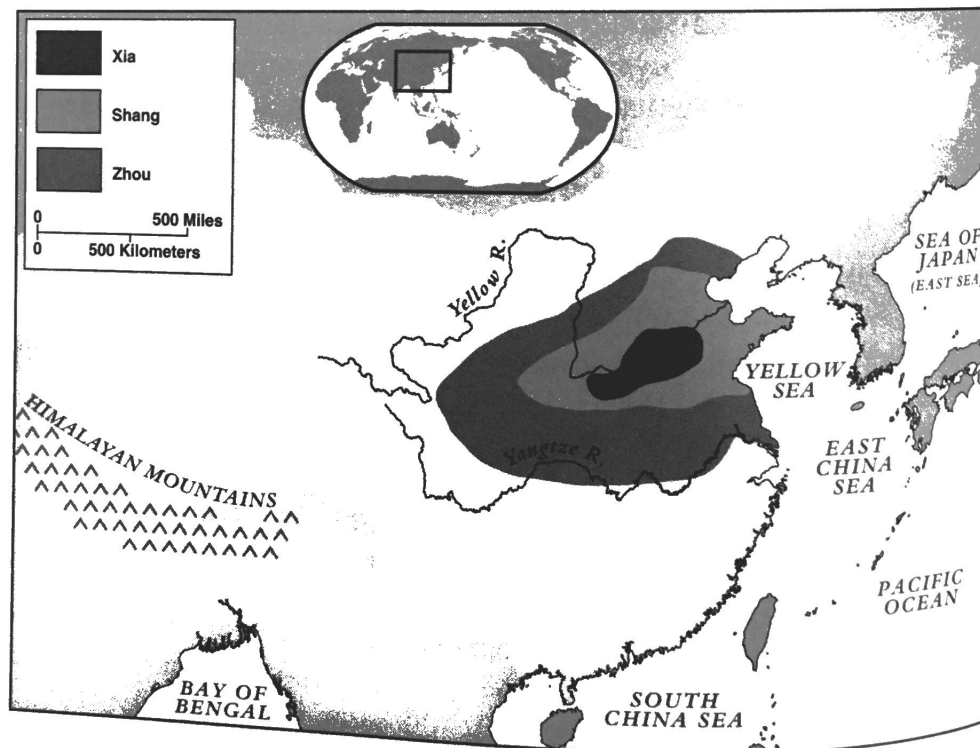 Xia
Shang
Zhou
0 500 Miles
0 500 Kilometers
Yellow R.
SEA OF
JAPAN
(EAST SEA)
YELLOW
SEA
HIMALAYAN MOUNTAINS
Yangtze R.
EAST
CHINA
SEA
PACIFIC
OCEAN
BAY OF
BENGAL
SOUTH
CHINA SEA